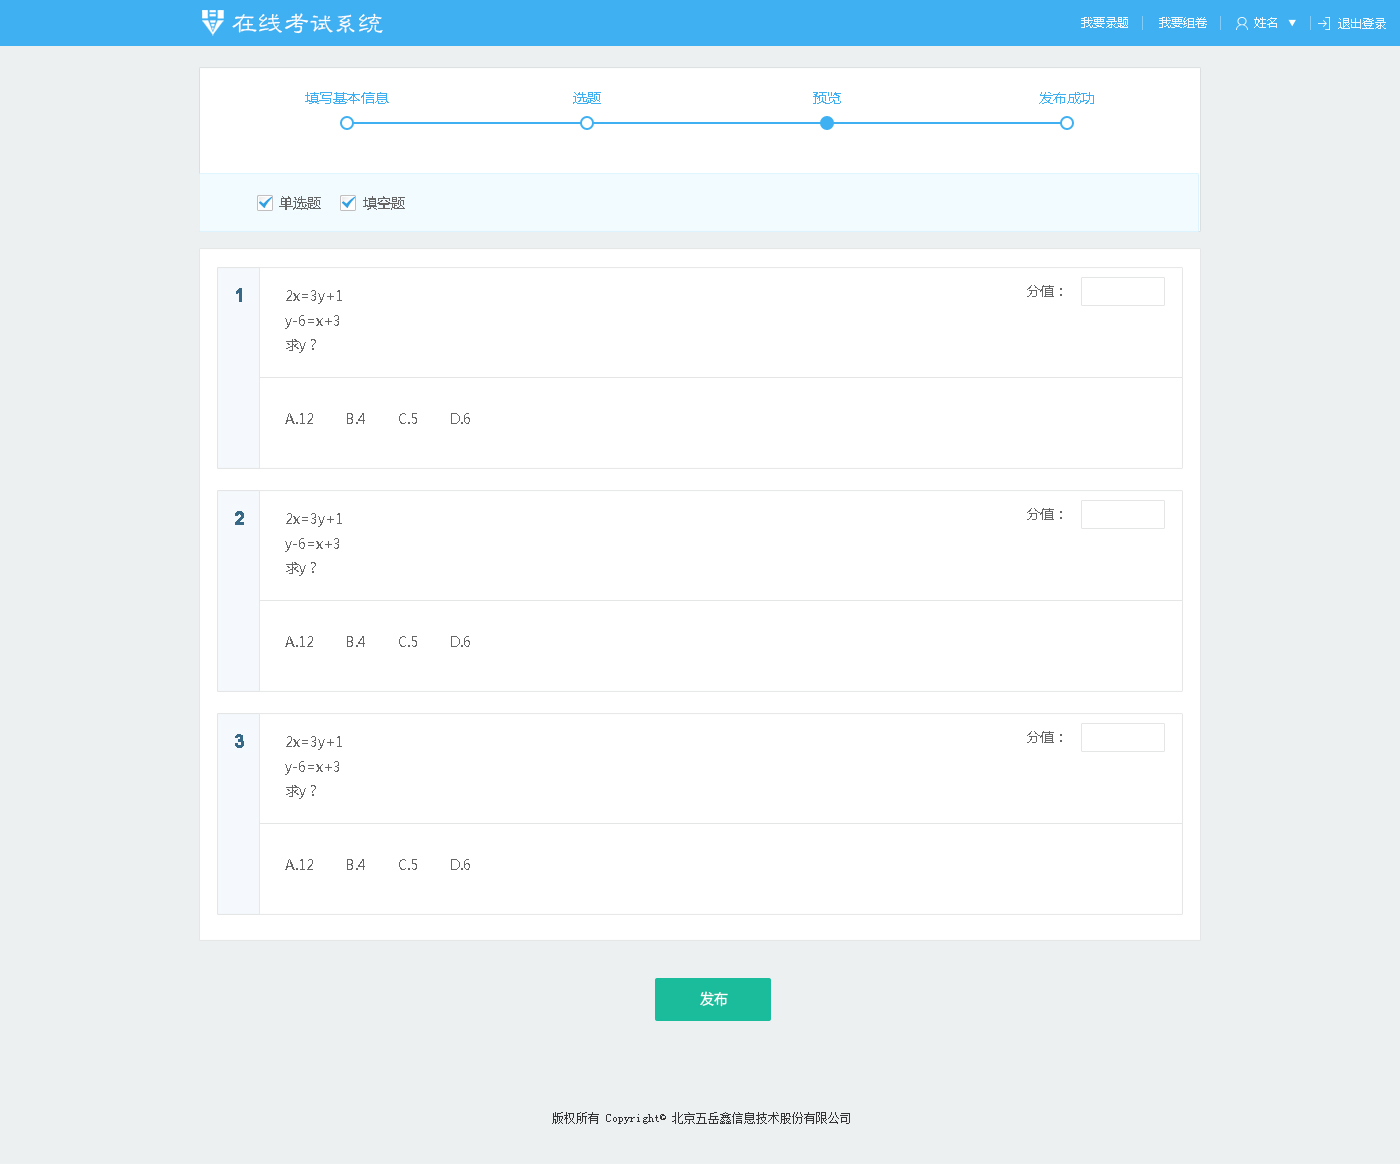 在线考试系统 我要录题 我要组卷 姓名 退出登录
填写基本信息 选题 预览 发布成功
单选题 填空题
1 2x=3y+1 分值：
y-6=x+3
求y？
A.12 B.4 C.5 D.6
2 2x=3y+1 分值：
y-6=x+3
求y？
A.12 B.4 C.5 D.6
3 2x=3y+1 分值：
y-6=x+3
求y？
A.12 B.4 C.5 D.6
发布
版权所有 Copyright© 北京五岳鑫信息技术股份有限公司